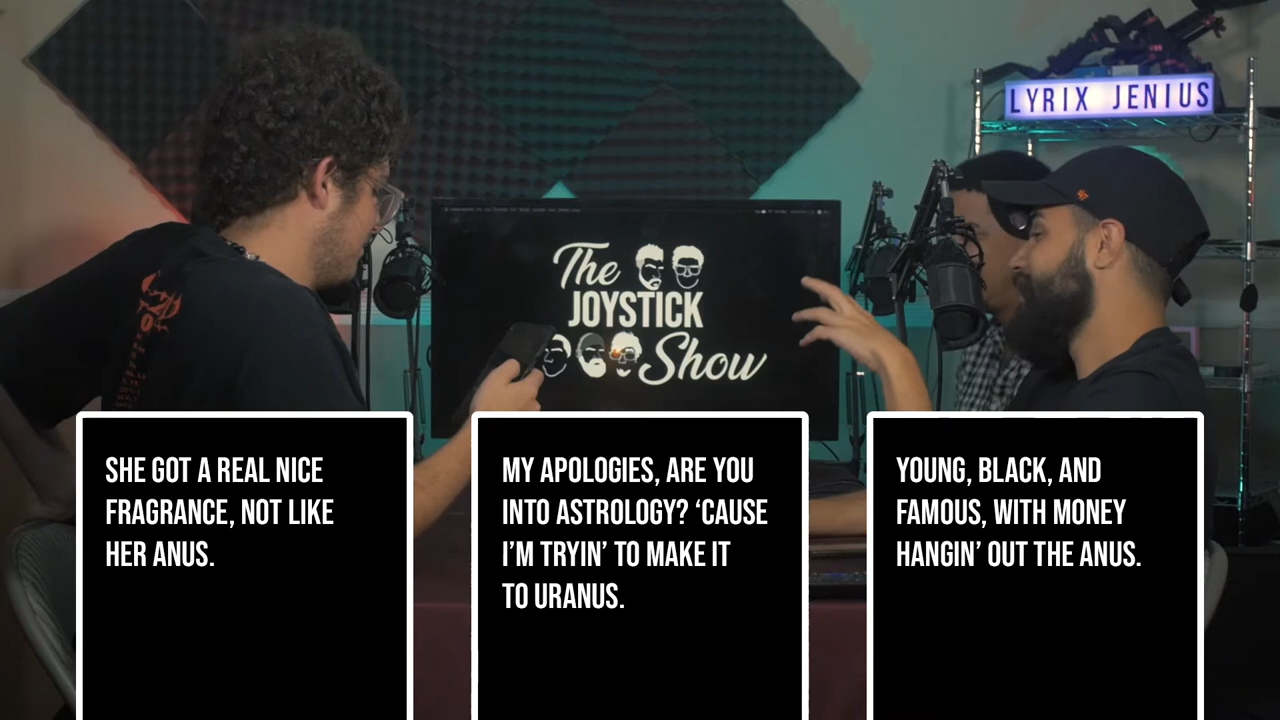 LYRIX JENIUS
The
JOYSTICK
Show
SHE GOT A REAL NICE
FRAGRANCE, NOT LIKE
HER ANUS.
MY APOLOGIES, ARE YOU
INTO ASTROLOGY? ‘CAUSE
I’M TRYIN’ TO MAKE IT
TO URANUS.
YOUNG, BLACK, AND
FAMOUS, WITH MONEY
HANGIN’ OUT THE ANUS.